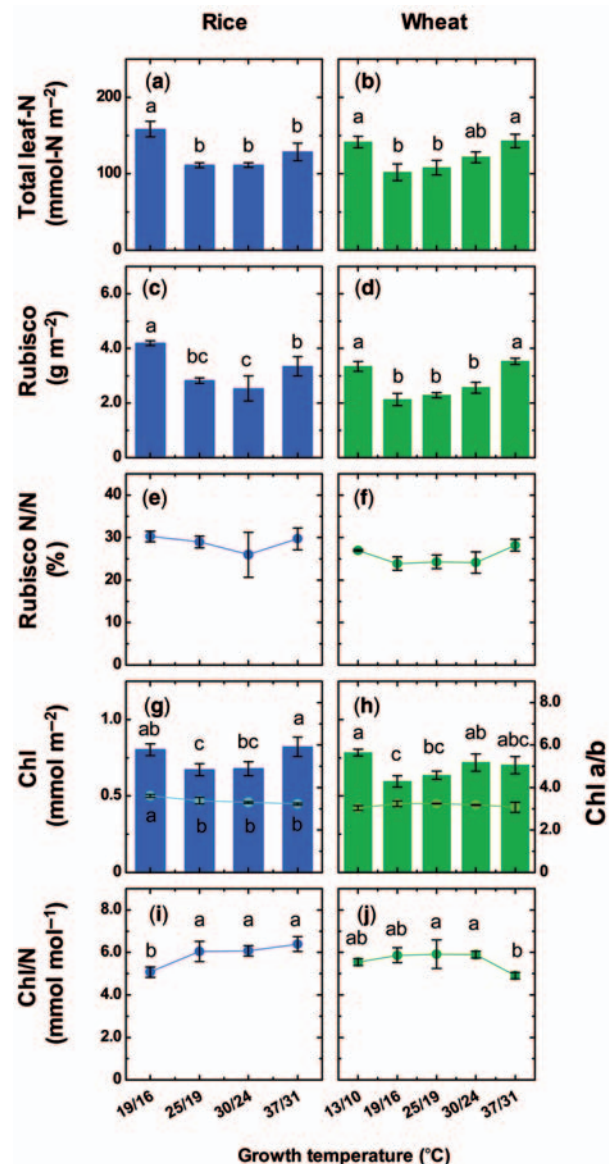 Rice Wheat
(a) (b)
Total leaf-N
(mmol-N m−2)
200
100
0
a b b b
a b b ab a
(c) (d)
Rubisco
(g m−2)
6.0
4.0
2.0
0
a bc c b
a b b b a
(e) (f)
Rubisco N/N
(%)
40
30
20
10
0
(g) (h)
Chl
(mmol m−2)
1.0
0.5
0
ab c bc a
a b b b
a c bc ab abc
8.0
6.0
4.0
2.0
0
Chl a/b
(i) (j)
Chl/N
(mmol mol−1)
8.0
6.0
4.0
2.0
0
b a a a
ab ab a a b
19/16 25/19 30/24 37/31
13/10 19/16 25/19 30/24 37/31
Growth temperature (°C)